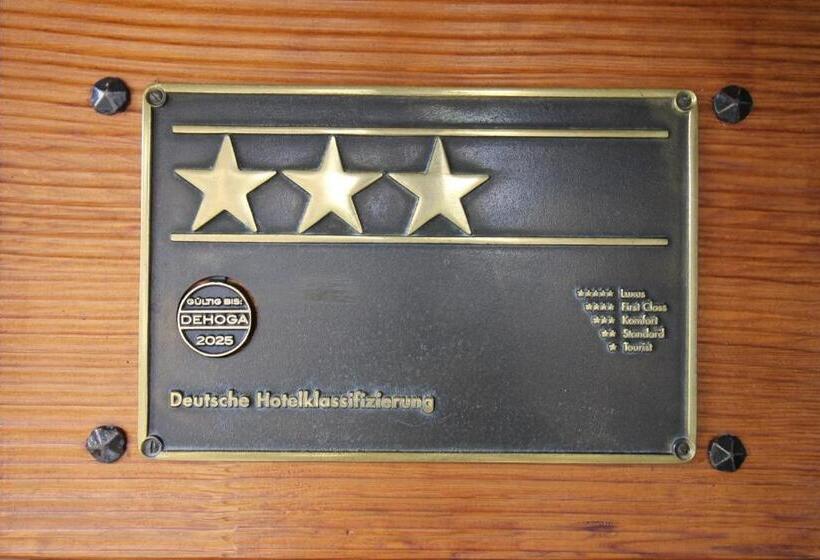 GÜLTIG BIS:
DEHOGA
2025
★★★★★ Luxus
★★★★ First Class
★★★ Komfort
★★ Standard
★ Tourist
Deutsche Hotelklassifizierung